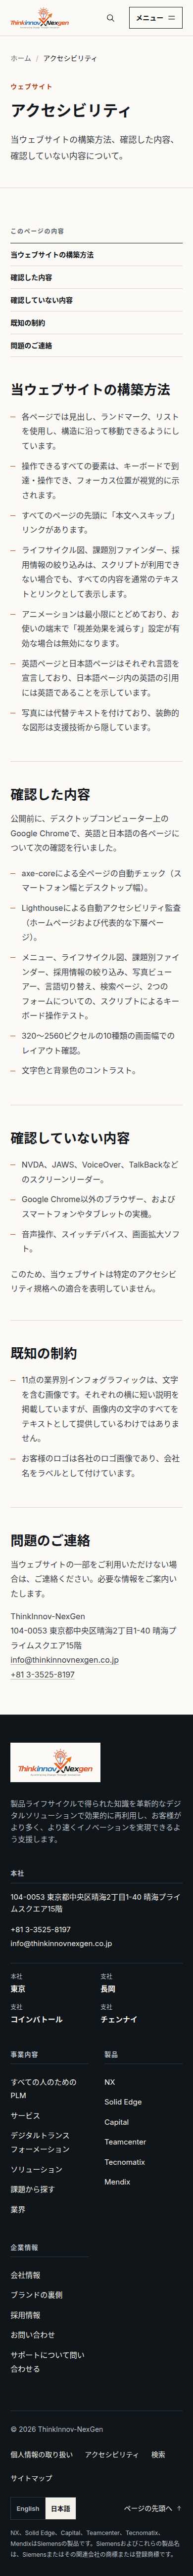 ThinkInnov-Nexgen
メニュー
ホーム / アクセシビリティ
ウェブサイト
アクセシビリティ
当ウェブサイトの構築方法、確認した内容、
確認していない内容について。
このページの内容
当ウェブサイトの構築方法
確認した内容
確認していない内容
既知の制約
問題のご連絡
当ウェブサイトの構築方法
各ページでは見出し、ランドマーク、リスト
を使用し、構造に沿って移動できるようにし
ています。
操作できるすべての要素は、キーボードで到
達・操作でき、フォーカス位置が視覚的に示
されます。
すべてのページの先頭に「本文へスキップ」
リンクがあります。
ライフサイクル図、課題別ファインダー、採
用情報の絞り込みは、スクリプトが利用でき
ない場合でも、すべての内容を通常のテキス
トとリンクとして表示します。
アニメーションは最小限にとどめており、お
使いの端末で「視差効果を減らす」設定が有
効な場合は無効になります。
英語ページと日本語ページはそれぞれ言語を
宣言しており、日本語ページ内の英語の引用
には英語であることを示しています。
写真には代替テキストを付けており、装飾的
な図形は支援技術から隠しています。
確認した内容
公開前に、デスクトップコンピューター上の
Google Chromeで、英語と日本語の各ページに
ついて次の確認を行いました。
axe-coreによる全ページの自動チェック（ス
マートフォン幅とデスクトップ幅）。
Lighthouseによる自動アクセシビリティ監査
（ホームページおよび代表的な下層ペー
ジ）。
メニュー、ライフサイクル図、課題別ファイ
ンダー、採用情報の絞り込み、写真ビュー
アー、言語切り替え、検索ページ、2つの
フォームについての、スクリプトによるキー
ボード操作テスト。
320〜2560ピクセルの10種類の画面幅での
レイアウト確認。
文字色と背景色のコントラスト。
確認していない内容
NVDA、JAWS、VoiceOver、TalkBackなど
のスクリーンリーダー。
Google Chrome以外のブラウザー、および
スマートフォンやタブレットの実機。
音声操作、スイッチデバイス、画面拡大ソフ
ト。
このため、当ウェブサイトは特定のアクセシビ
リティ規格への適合を表明していません。
既知の制約
11点の業界別インフォグラフィックは、文字
を含む画像です。それぞれの横に短い説明を
掲載していますが、画像内の文字のすべてを
テキストとして提供しているわけではありま
せん。
お客様のロゴは各社のロゴ画像であり、会社
名をラベルとして付けています。
問題のご連絡
当ウェブサイトの一部をご利用いただけない場
合は、ご連絡ください。必要な情報をご案内い
たします。
ThinkInnov-NexGen
104-0053 東京都中央区晴海2丁目1-40 晴海プ
ライムスクエア15階
info@thinkinnovnexgen.co.jp
+81 3-3525-8197
ThinkInnov-Nexgen
製品ライフサイクルで得られた知識を革新的なデジ
タルソリューションで効果的に再利用し、お客様が
より多く、より速くイノベーションを実現できるよ
う支援します。
本社
104-0053 東京都中央区晴海2丁目1-40 晴海プライ
ムスクエア15階
+81 3-3525-8197
info@thinkinnovnexgen.co.jp
本社
東京
支社
長岡
支社
コインバトール
支社
チェンナイ
事業内容
すべての人のための
PLM
サービス
デジタルトランス
フォーメーション
ソリューション
課題から探す
業界
製品
NX
Solid Edge
Capital
Teamcenter
Tecnomatix
Mendix
企業情報
会社情報
ブランドの裏側
採用情報
お問い合わせ
サポートについて問い
合わせる
© 2026 ThinkInnov-NexGen
個人情報の取り扱い アクセシビリティ 検索
サイトマップ
English 日本語
ページの先頭へ ↑
NX、Solid Edge、Capital、Teamcenter、Tecnomatix、
MendixはSiemensの製品です。Siemensおよびこれらの製品名
は、Siemensまたはその関連会社の商標または登録商標です。